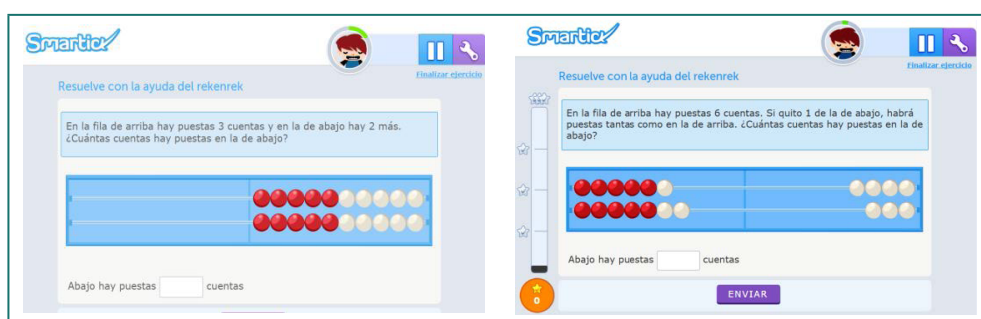 Smartick
Finalizar ejercicio
Resuelve con la ayuda del rekenrek
En la fila de arriba hay puestas 3 cuentas y en la de abajo hay 2 más.
¿Cuántas cuentas hay puestas en la de abajo?
Abajo hay puestas
cuentas
Smartick
Finalizar ejercicio
Resuelve con la ayuda del rekenrek
En la fila de arriba hay puestas 6 cuentas. Si quito 1 de la de abajo, habrá
puestas tantas como en la de arriba. ¿Cuántas cuentas hay puestas en la de
abajo?
Abajo hay puestas
cuentas
0
ENVIAR